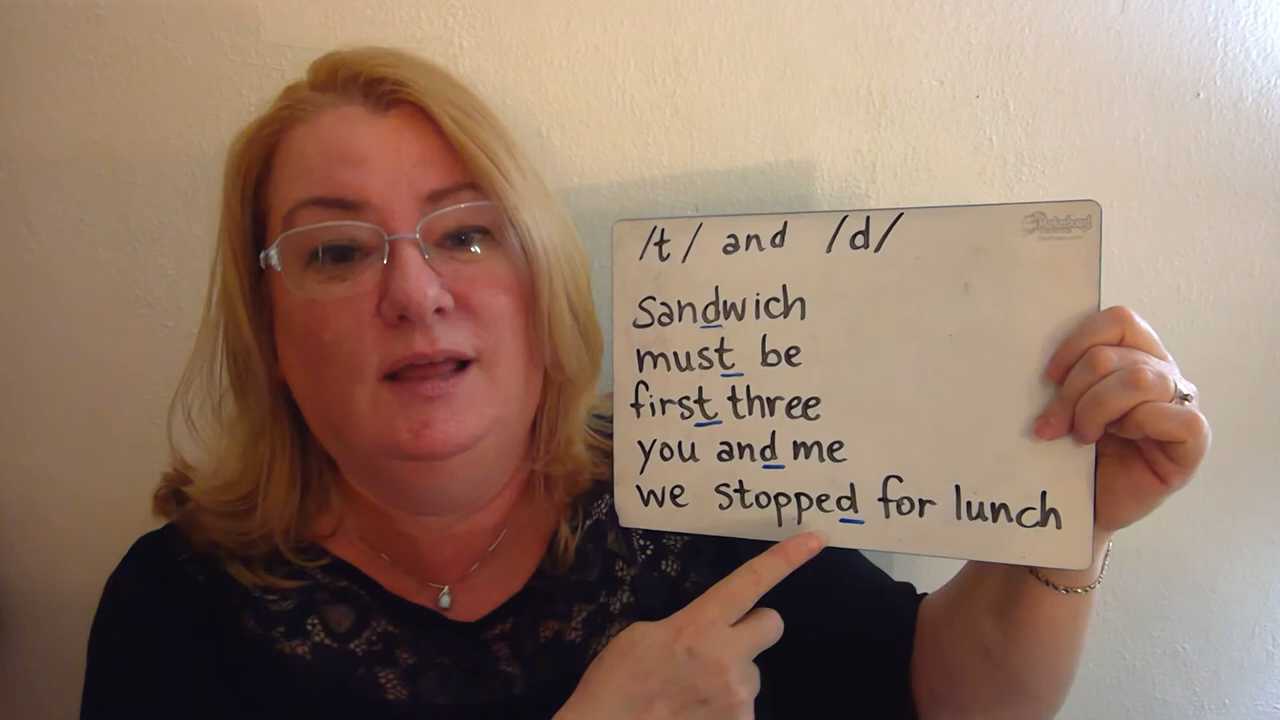 /t/ and /d/
sandwich
must be
first three
you and me
we stopped for lunch